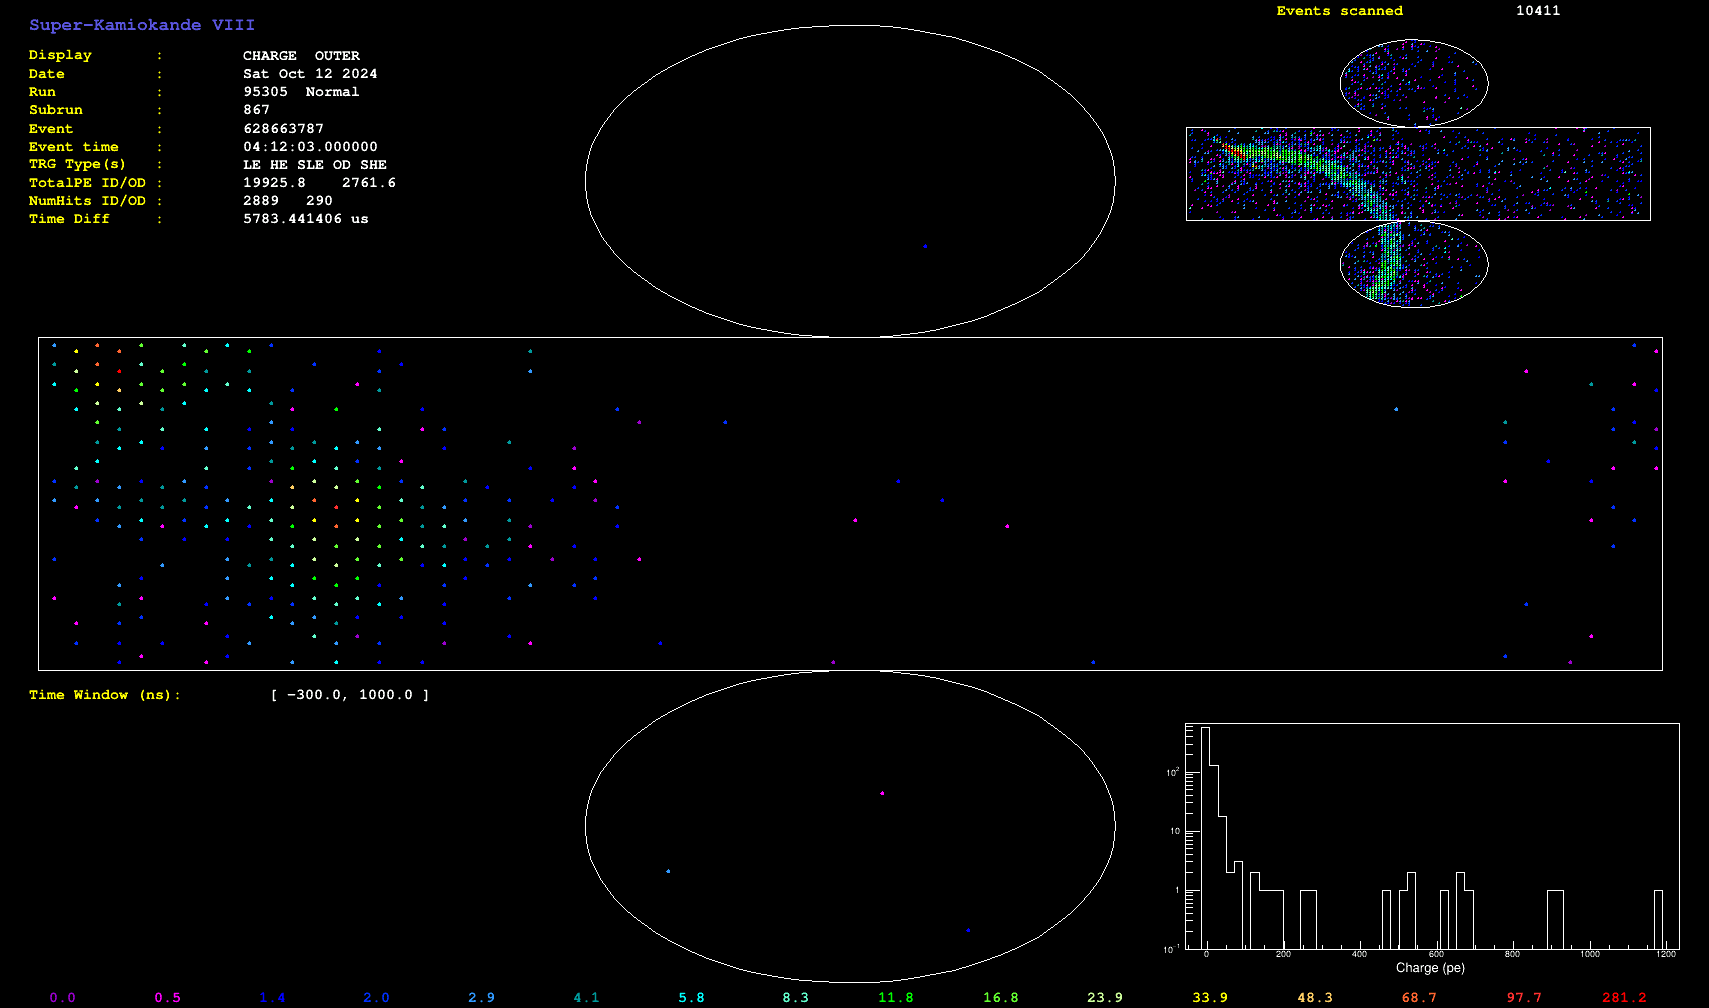 Super-Kamiokande VIII
Events scanned 10411
Display : CHARGE OUTER
Date : Sat Oct 12 2024
Run : 95305 Normal
Subrun : 867
Event : 628663787
Event time : 04:12:03.000000
TRG Type(s) : LE HE SLE OD SHE
TotalPE ID/OD : 19925.8 2761.6
NumHits ID/OD : 2889 290
Time Diff : 5783.441406 us
Time Window (ns): [ -300.0, 1000.0 ]
10²
10
1
10⁻¹
0 200 400 600 800 1000 1200
Charge (pe)
0.0 0.5 1.4 2.0 2.9 4.1 5.8 8.3 11.8 16.8 23.9 33.9 48.3 68.7 97.7 281.2